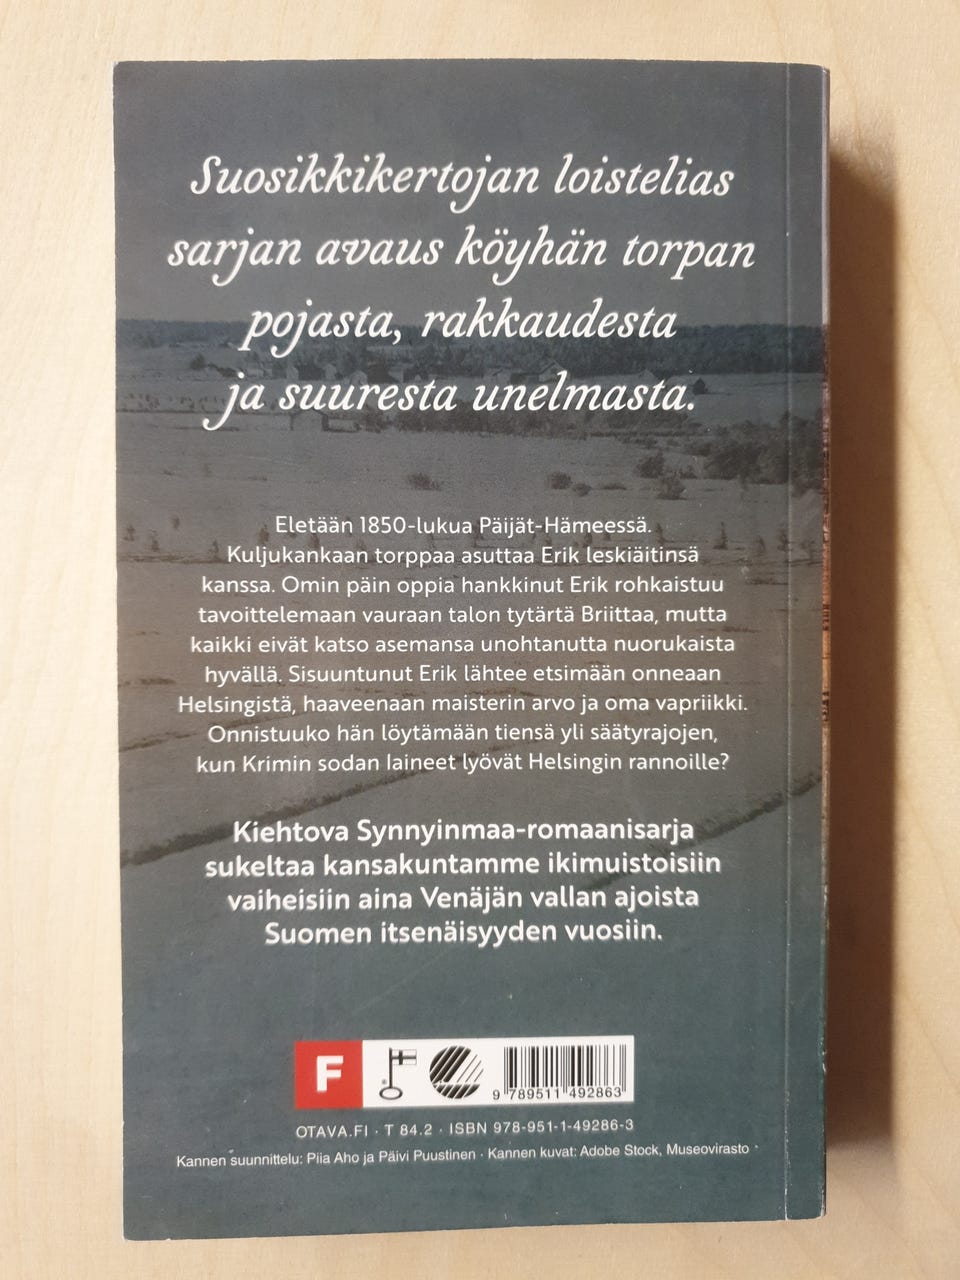 Suosikkikertojan loistelias
sarjan avaus köyhän torpan
pojasta, rakkaudesta
ja suuresta unelmasta.
Eletään 1850-lukua Päijät-Hämeessä.
Kuljukankaan torppaa asuttaa Erik leskiäitinsä
kanssa. Omin päin oppia hankkinut Erik rohkaistuu
tavoittelemaan vauraan talon tytärtä Briittaa, mutta
kaikki eivät katso asemansa unohtanutta nuorukaista
hyvällä. Sisuuntunut Erik lähtee etsimään onneaan
Helsingistä, haaveenaan maisterin arvo ja oma vapriikki.
Onnistuuko hän löytämään tiensä yli säätyrajojen,
kun Krimin sodan laineet lyövät Helsingin rannoille?
Kiehtova Synnyinmaa-romaanisarja
sukeltaa kansakuntamme ikimuistoisiin
vaiheisiin aina Venäjän vallan ajoista
Suomen itsenäisyyden vuosiin.
F
9 789511 492863
OTAVA.FI · T 84.2 · ISBN 978-951-1-49286-3
Kannen suunnittelu: Piia Aho ja Päivi Puustinen · Kannen kuvat: Adobe Stock, Museovirasto